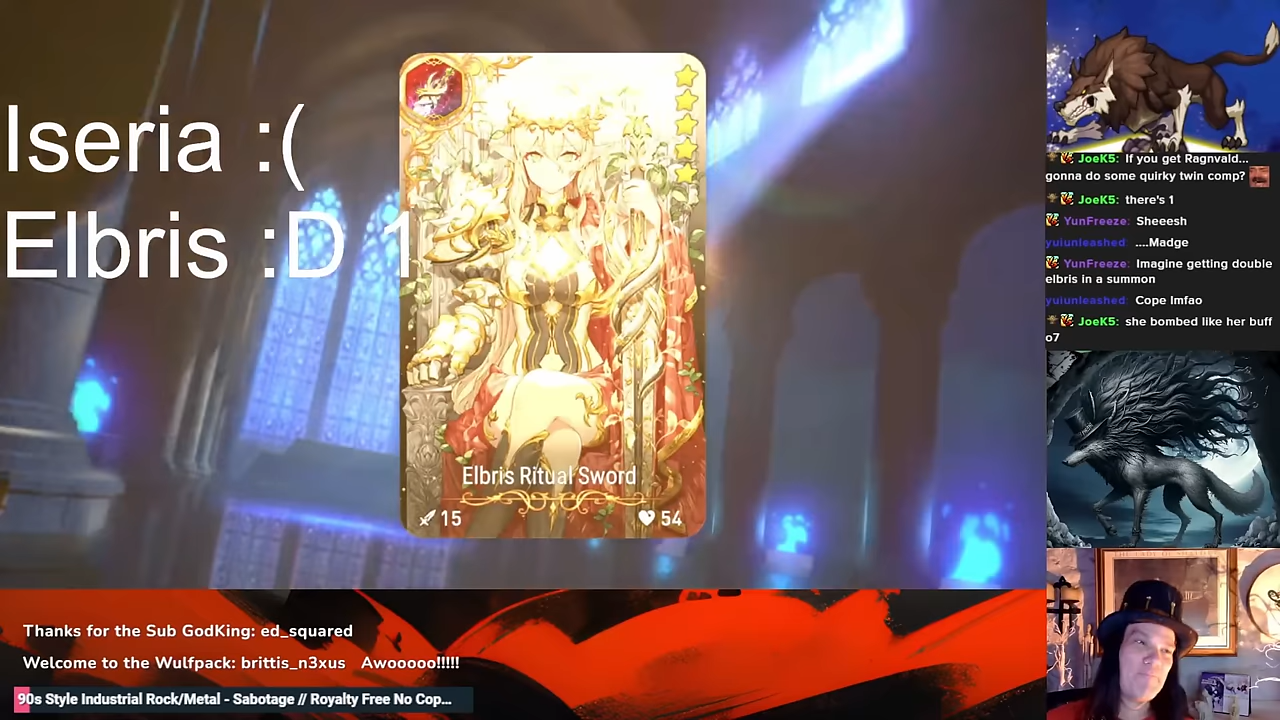 Iseria :(
Elbris :D 1
Elbris Ritual Sword
15
54
JoeK5: If you get Ragnvald...
gonna do some quirky twin comp?
JoeK5: there's 1
YunFreeze: Sheeesh
yuiunleashed: ....Madge
YunFreeze: Imagine getting double
elbris in a summon
yuiunleashed: Cope lmfao
JoeK5: she bombed like her buff
o7
Thanks for the Sub GodKing: ed_squared
Welcome to the Wulfpack: brittis_n3xus Awooooo!!!!!
90s Style Industrial Rock/Metal - Sabotage // Royalty Free No Cop...